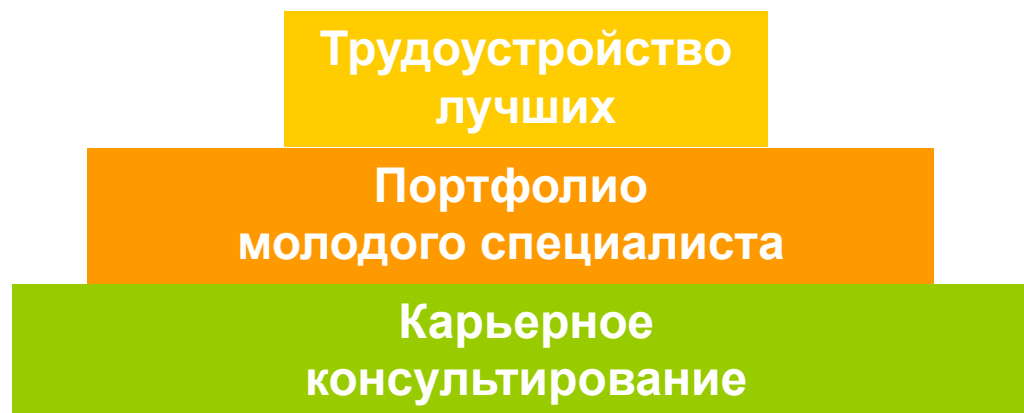 Трудоустройство
лучших
Портфолио
молодого специалиста
Карьерное
консультирование